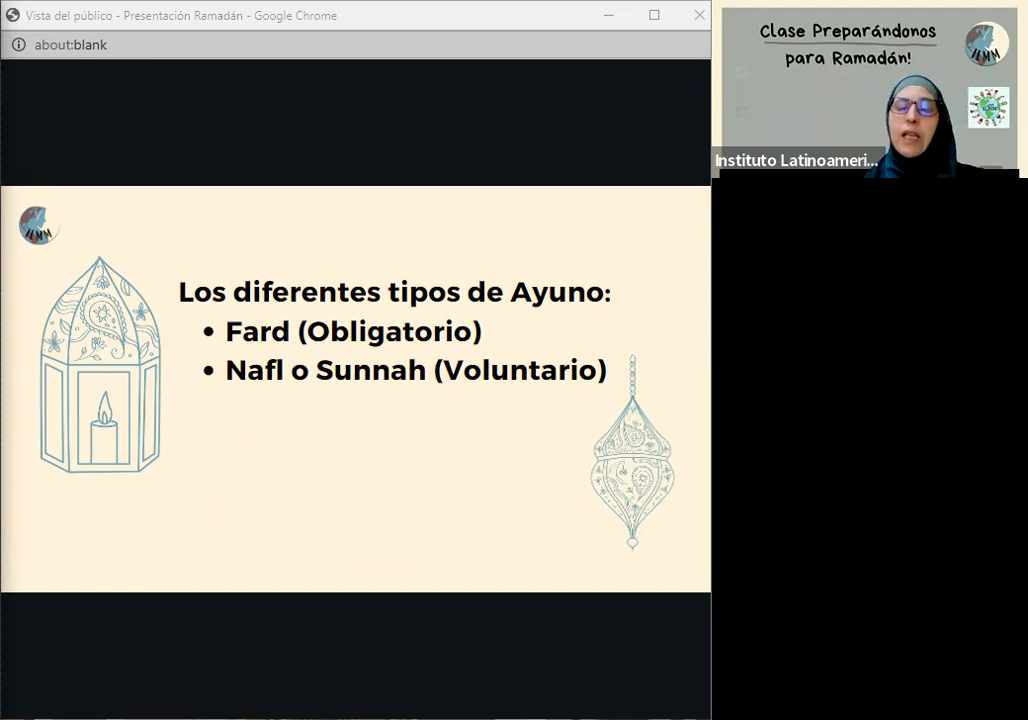 Vista del público - Presentación Ramadán - Google Chrome
about:blank
Clase Preparándonos
para Ramadán!
Instituto Latinoameri...
Los diferentes tipos de Ayuno:
• Fard (Obligatorio)
• Nafl o Sunnah (Voluntario)